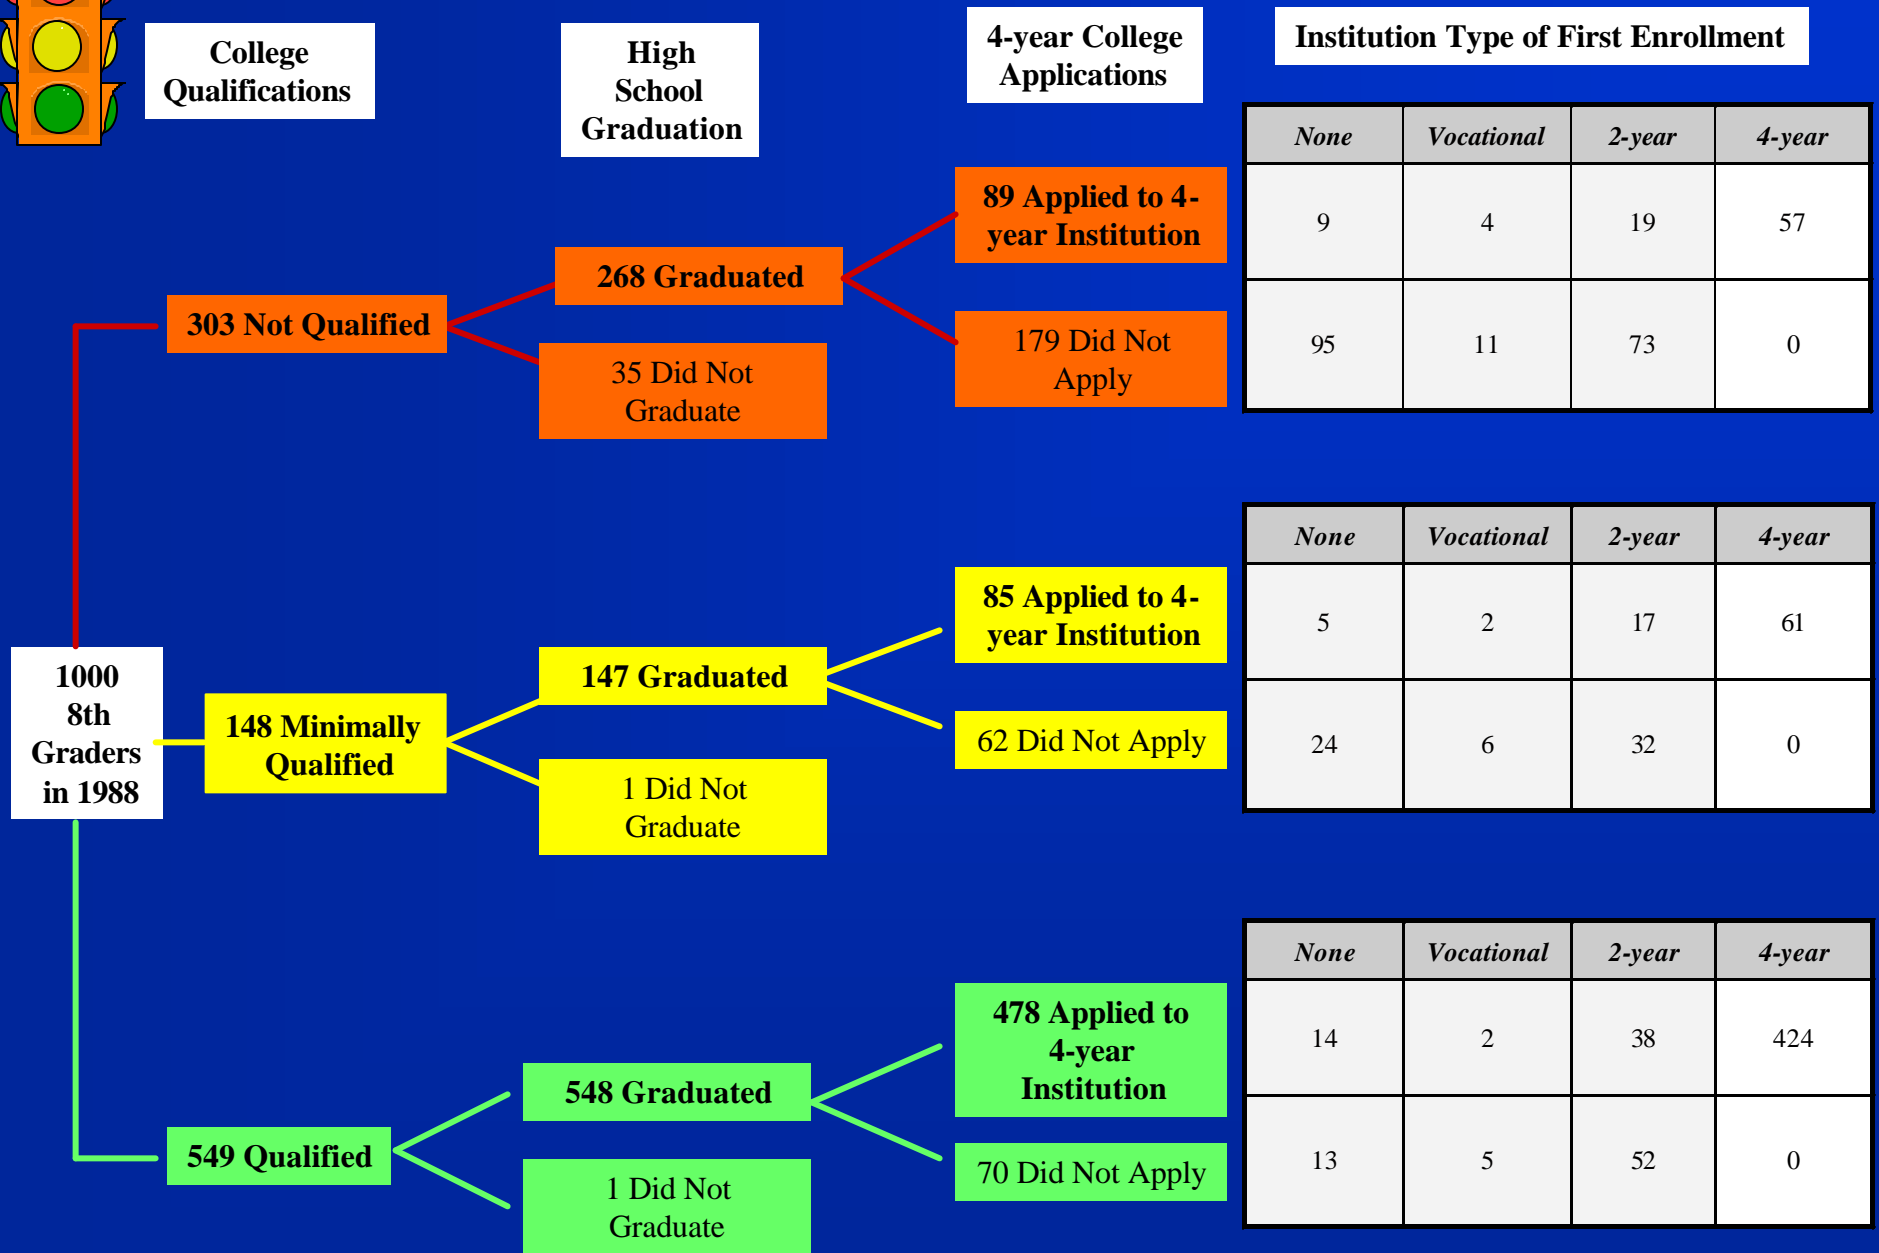 College
Qualifications
High
School
Graduation
4-year College
Applications
Institution Type of First Enrollment
None Vocational 2-year 4-year
89 Applied to 4-
year Institution
9 4 19 57
268 Graduated
303 Not Qualified
179 Did Not
Apply
95 11 73 0
35 Did Not
Graduate
None Vocational 2-year 4-year
85 Applied to 4-
year Institution
5 2 17 61
1000
8th
Graders
in 1988
147 Graduated
148 Minimally
Qualified
62 Did Not Apply
24 6 32 0
1 Did Not
Graduate
None Vocational 2-year 4-year
478 Applied to
4-year
Institution
14 2 38 424
548 Graduated
549 Qualified
70 Did Not Apply
13 5 52 0
1 Did Not
Graduate